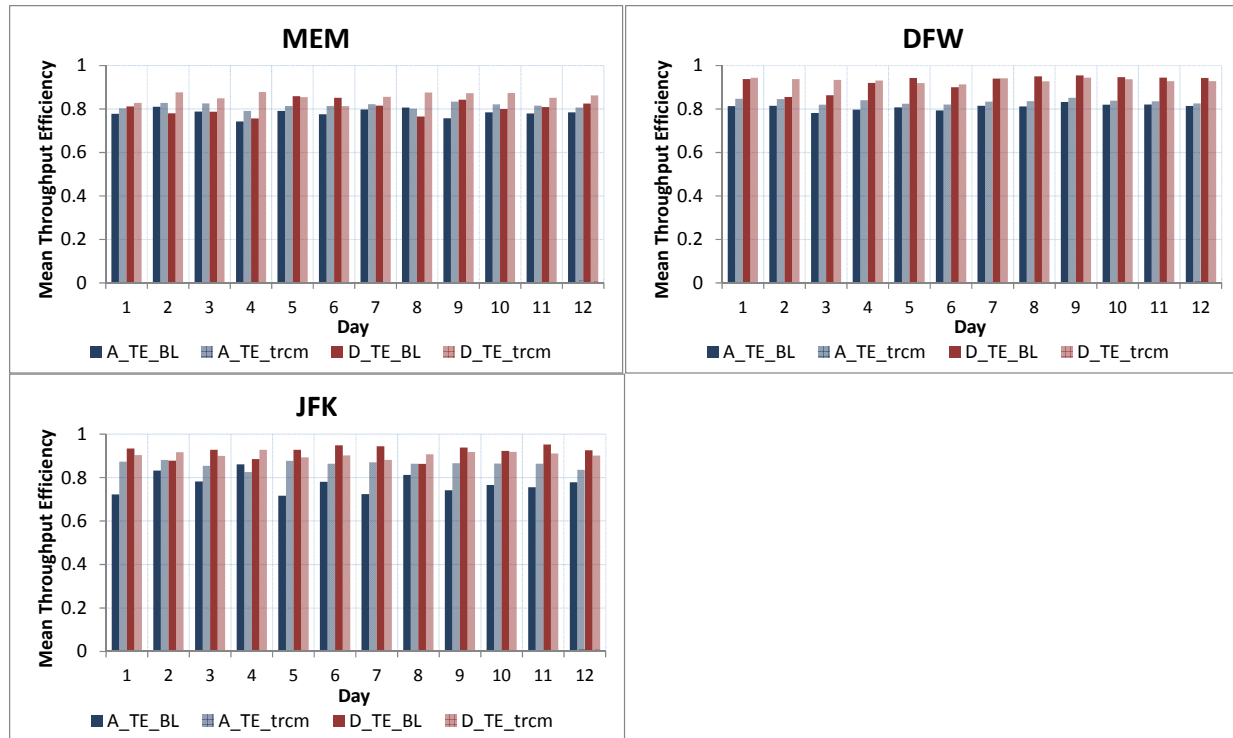 MEM
Mean Throughput Efficiency
1
0.8
0.6
0.4
0.2
0
1 2 3 4 5 6 7 8 9 10 11 12
Day
A_TE_BL A_TE_trcm D_TE_BL D_TE_trcm
DFW
Mean Throughput Efficiency
1
0.8
0.6
0.4
0.2
0
1 2 3 4 5 6 7 8 9 10 11 12
Day
A_TE_BL A_TE_trcm D_TE_BL D_TE_trcm
JFK
Mean Throughput Efficiency
1
0.8
0.6
0.4
0.2
0
1 2 3 4 5 6 7 8 9 10 11 12
Day
A_TE_BL A_TE_trcm D_TE_BL D_TE_trcm